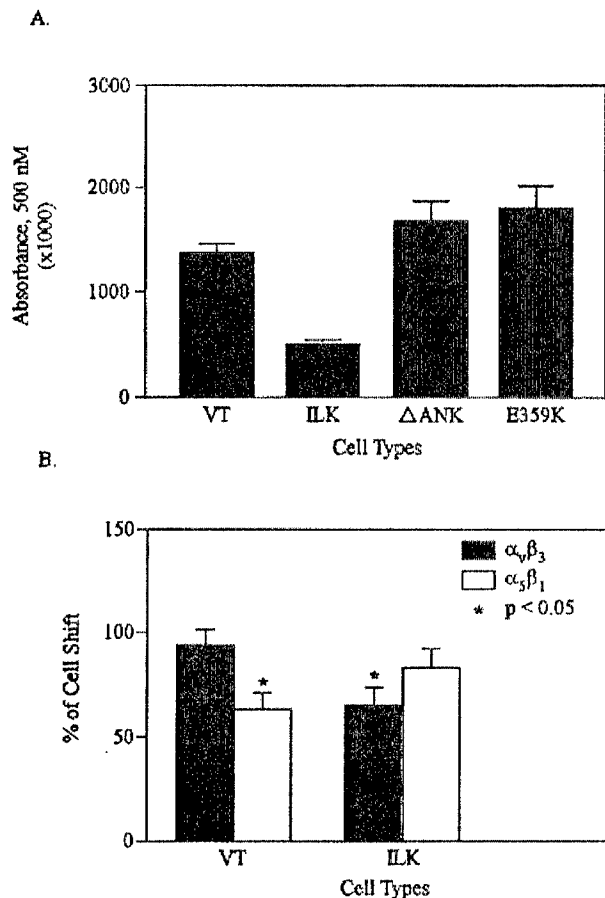 A.
Absorbance, 500 nM
(x1000)
3000
2000
1000
0
VT ILK ΔANK E359K
Cell Types
B.
% of Cell Shift
150
100
50
0
αvβ3
α5β1
* p < 0.05
*
*
VT ILK
Cell Types